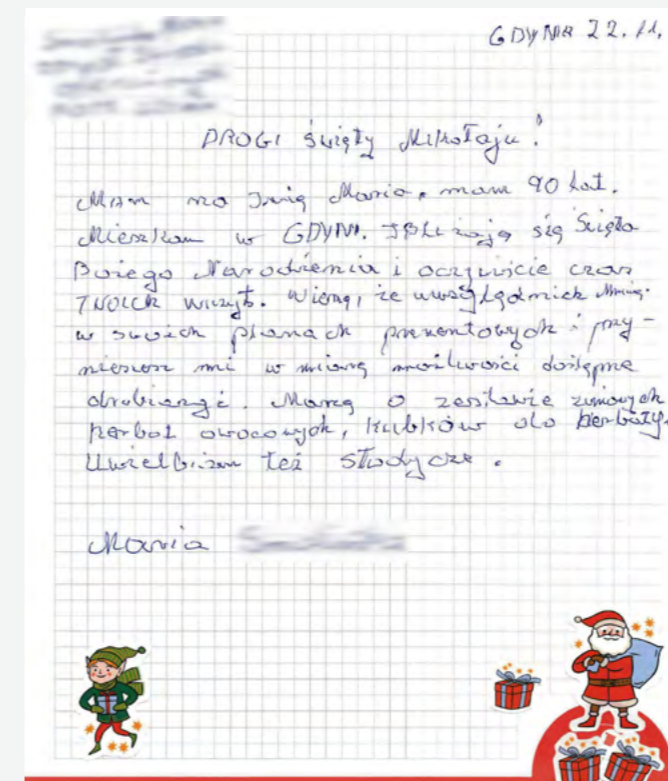 GDYNIA 22.11.
DROGI Święty Mikołaju!
Mam na Imię Maria, mam 90 lat.
Mieszkam w GDYNI. Zbliżają się Święta
Bożego Narodzenia i oczywiście czas
TWOICH wizyt. Wierzę, że uwzględnisz Mnie
w swoich planach prezentowych i przy-
niesiesz mi w miarę możliwości dostępne
drobiazgi. Marzę o zestawie zimowych
herbat owocowych, kubków do herbaty.
Uwielbiam też słodycze.
Maria